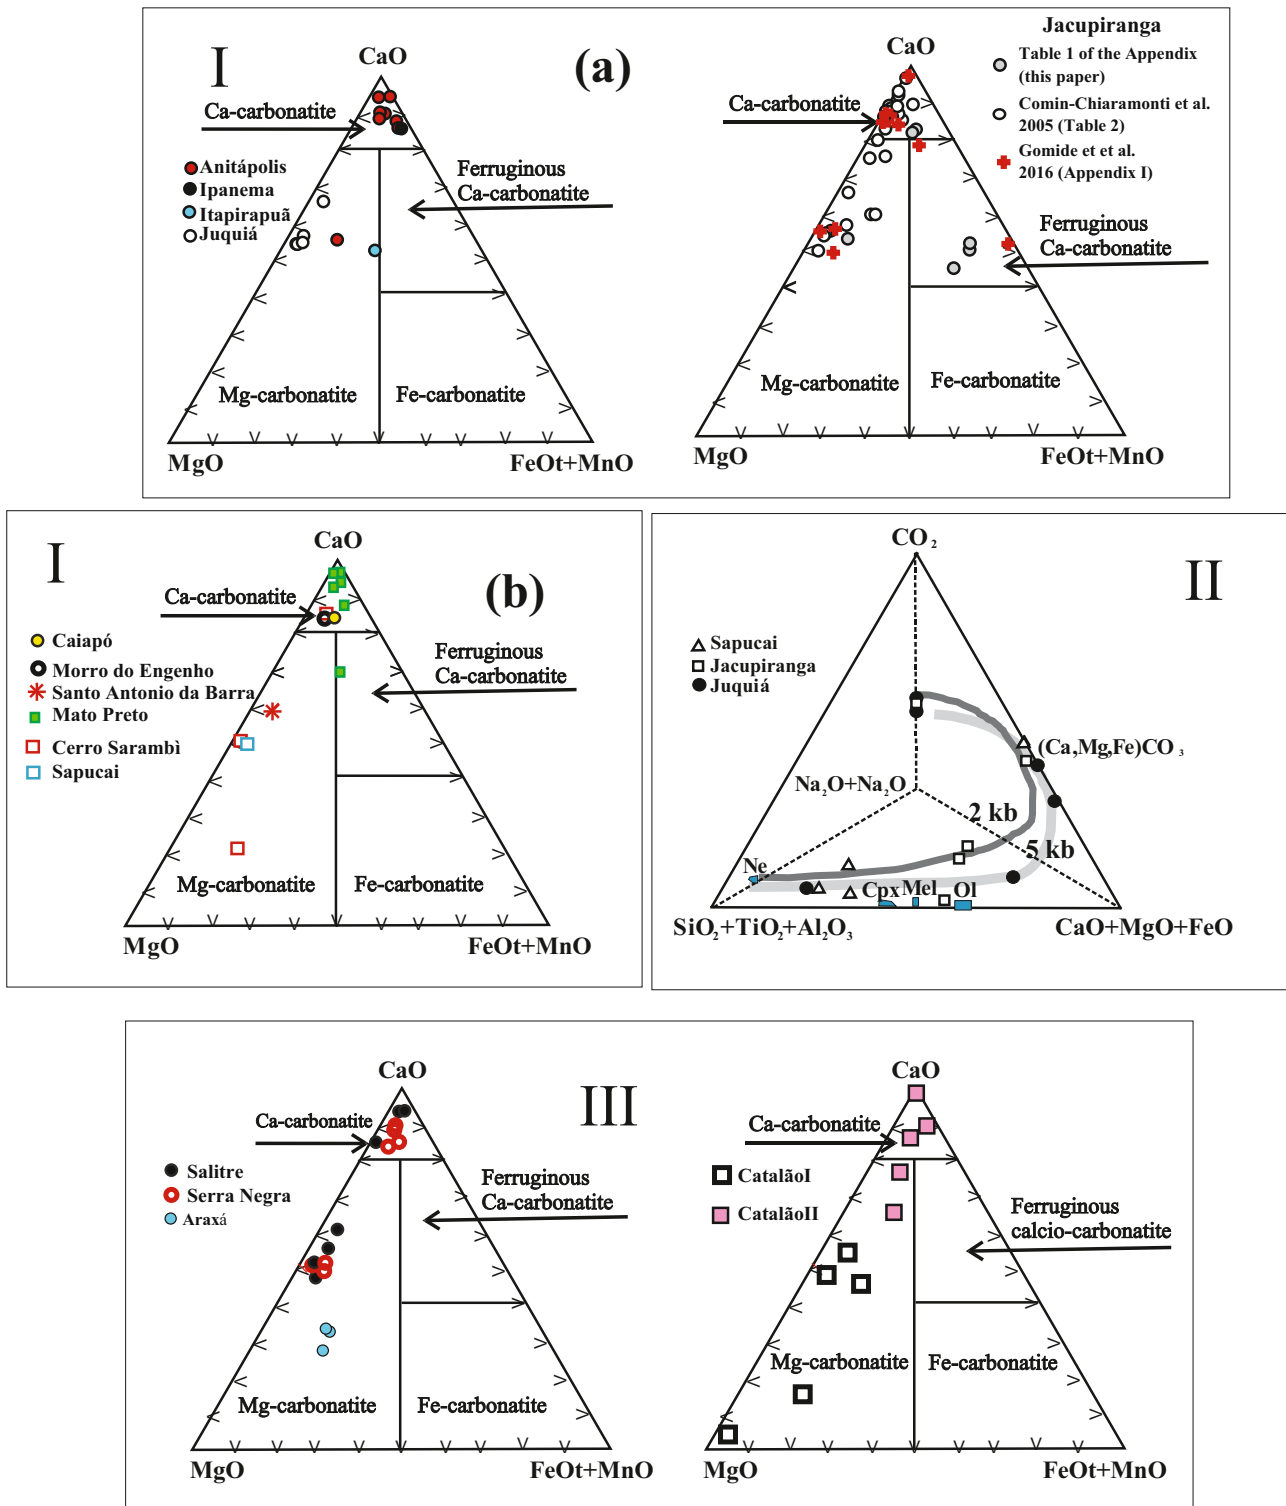 I
CaO
(a)
Ca-carbonatite
Anitápolis
Ipanema
Itapirapuã
Juquiá
Ferruginous
Ca-carbonatite
Mg-carbonatite
Fe-carbonatite
MgO
FeOt+MnO
Jacupiranga
CaO
Table 1 of the Appendix
(this paper)
Ca-carbonatite
Comin-Chiaramonti et al.
2005 (Table 2)
Gomide et et al.
2016 (Appendix I)
Ferruginous
Ca-carbonatite
Mg-carbonatite
Fe-carbonatite
MgO
FeOt+MnO
I
CaO
(b)
Ca-carbonatite
Caiapó
Morro do Engenho
Santo Antonio da Barra
Mato Preto
Cerro Sarambì
Sapucai
Ferruginous
Ca-carbonatite
Mg-carbonatite
Fe-carbonatite
MgO
FeOt+MnO
CO₂
II
Sapucai
Jacupiranga
Juquiá
(Ca,Mg,Fe)CO₃
Na₂O+Na₂O
2 kb
5 kb
Ne
Cpx
Mel
Ol
SiO₂+TiO₂+Al₂O₃
CaO+MgO+FeO
CaO
III
Ca-carbonatite
Salitre
Serra Negra
Araxá
Ferruginous
Ca-carbonatite
Mg-carbonatite
Fe-carbonatite
MgO
FeOt+MnO
CaO
Ca-carbonatite
CatalãoI
CatalãoII
Ferruginous
calcio-carbonatite
Mg-carbonatite
Fe-carbonatite
MgO
FeOt+MnO